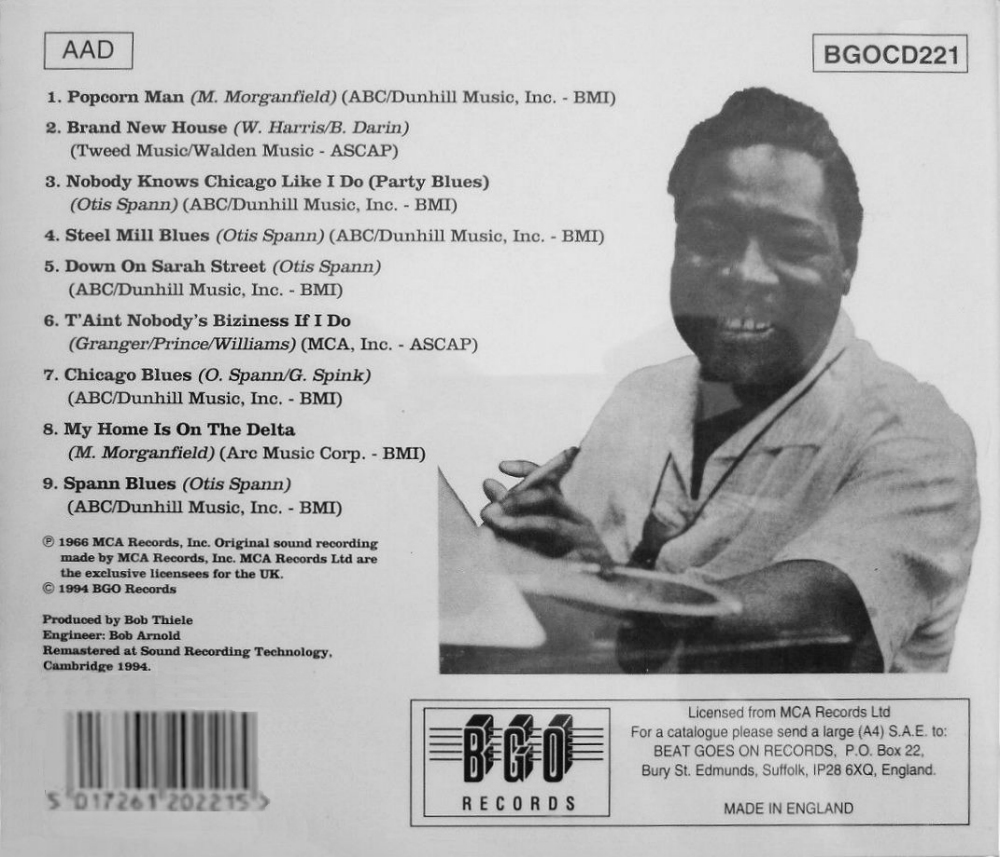 AAD
BGOCD221
1. Popcorn Man (M. Morganfield) (ABC/Dunhill Music, Inc. - BMI)
2. Brand New House (W. Harris/B. Darin)
(Tweed Music/Walden Music - ASCAP)
3. Nobody Knows Chicago Like I Do (Party Blues)
(Otis Spann) (ABC/Dunhill Music, Inc. - BMI)
4. Steel Mill Blues (Otis Spann) (ABC/Dunhill Music, Inc. - BMI)
5. Down On Sarah Street (Otis Spann)
(ABC/Dunhill Music, Inc. - BMI)
6. T'Aint Nobody's Biziness If I Do
(Granger/Prince/Williams) (MCA, Inc. - ASCAP)
7. Chicago Blues (O. Spann/G. Spink)
(ABC/Dunhill Music, Inc. - BMI)
8. My Home Is On The Delta
(M. Morganfield) (Arc Music Corp. - BMI)
9. Spann Blues (Otis Spann)
(ABC/Dunhill Music, Inc. - BMI)
℗ 1966 MCA Records, Inc. Original sound recording
made by MCA Records, Inc. MCA Records Ltd are
the exclusive licensees for the UK.
© 1994 BGO Records
Produced by Bob Thiele
Engineer: Bob Arnold
Remastered at Sound Recording Technology,
Cambridge 1994.
5 017261 202215 >
BGO
RECORDS
Licensed from MCA Records Ltd
For a catalogue please send a large (A4) S.A.E. to:
BEAT GOES ON RECORDS, P.O. Box 22,
Bury St. Edmunds, Suffolk, IP28 6XQ, England.
MADE IN ENGLAND